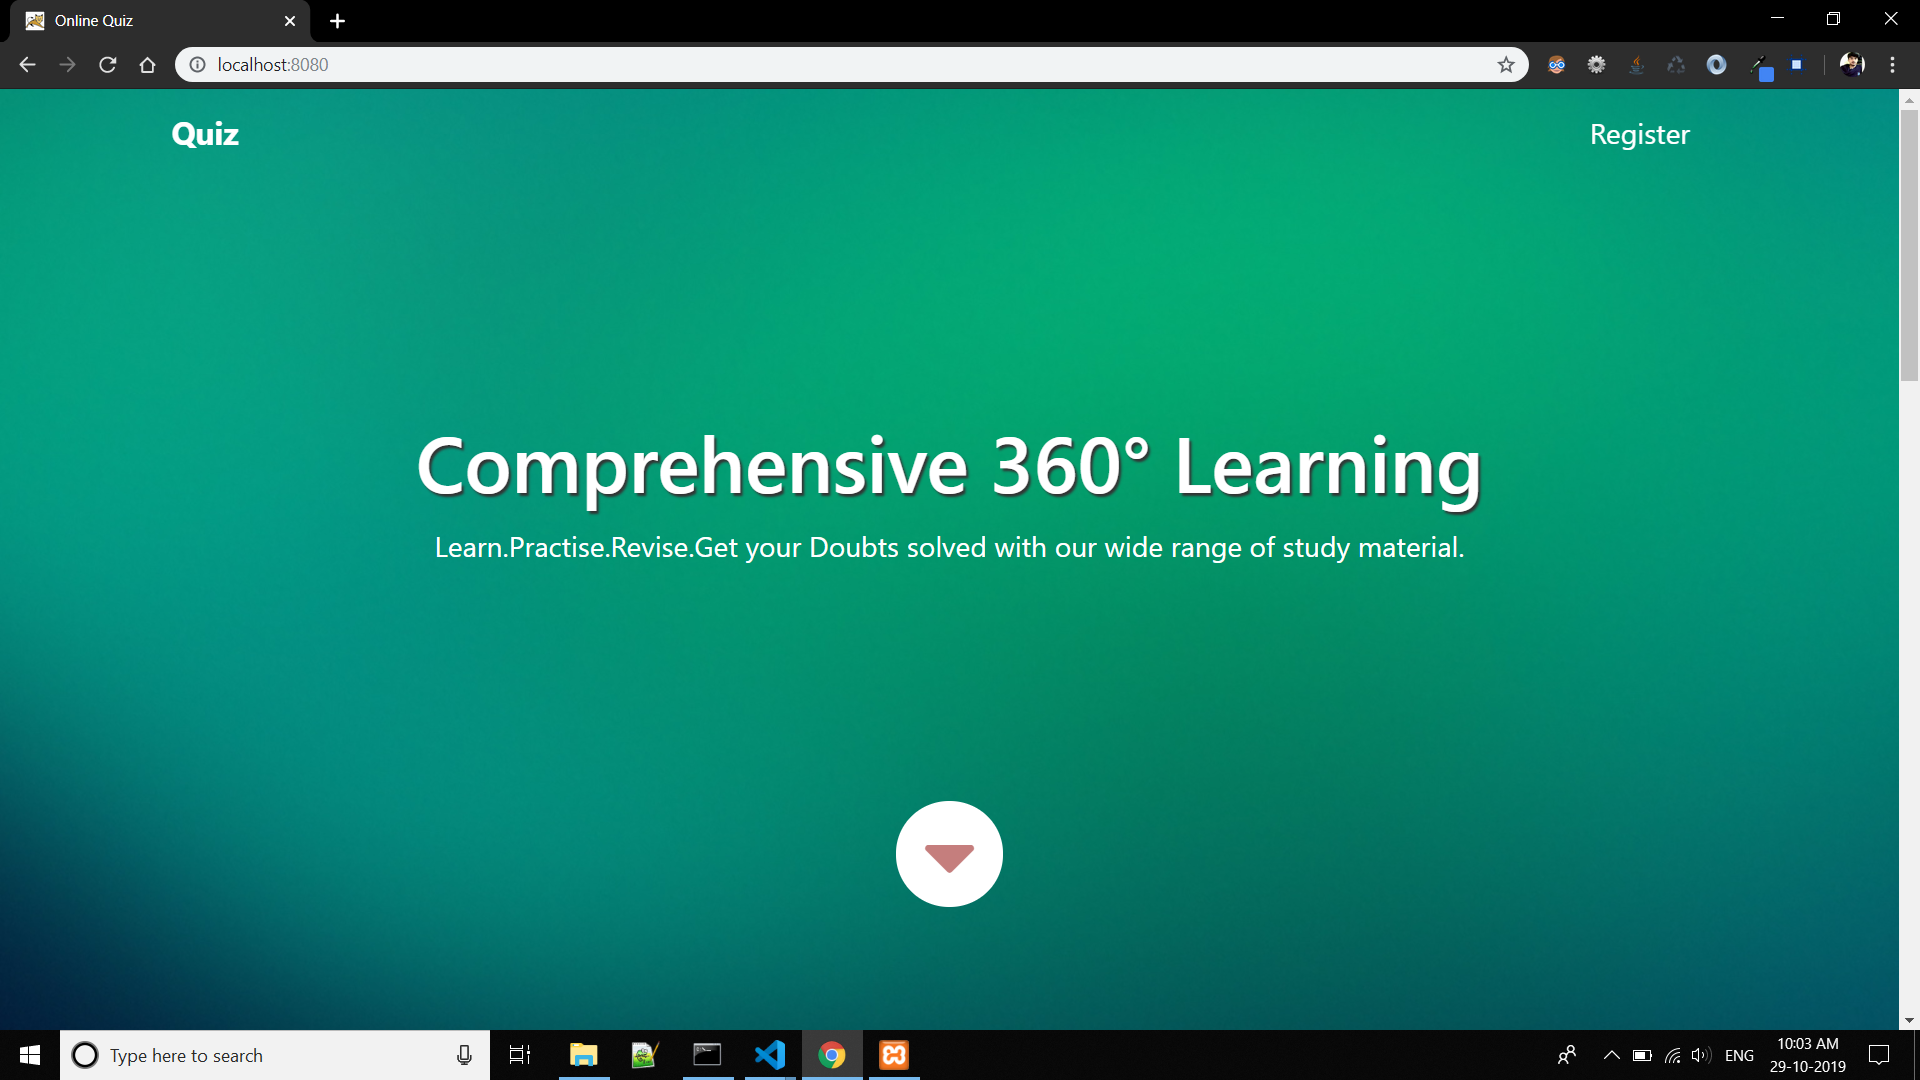 Online Quiz
localhost:8080
Quiz
Register
Comprehensive 360° Learning
Learn.Practise.Revise.Get your Doubts solved with our wide range of study material.
Type here to search
ENG
10:03 AM
29-10-2019